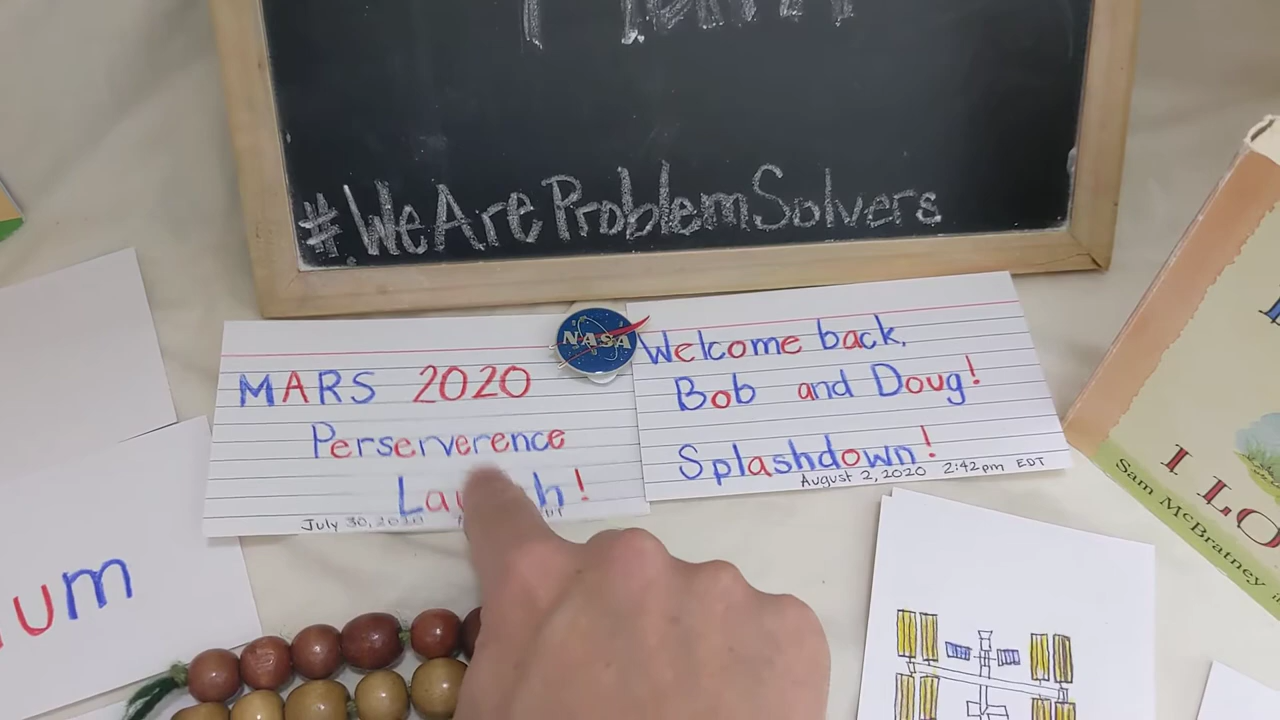 #WeAreProblemSolvers
NASA
MARS 2020
Perserverence
July 30, 2020
Welcome back,
Bob and Doug!
Splashdown!
August 2, 2020 2:42pm EDT
um
I LO
Sam McBratney